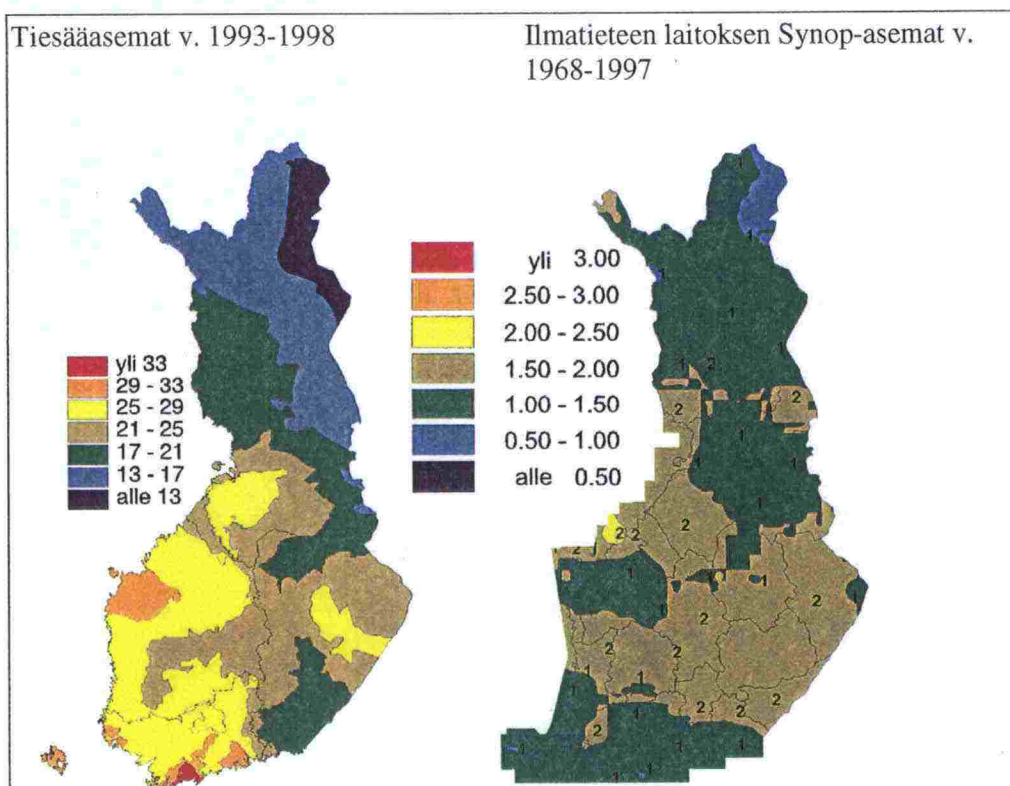 Tiesääasemat v. 1993-1998
Ilmatieteen laitoksen Synop-asemat v.
1968-1997
yli 33
29 - 33
25 - 29
21 - 25
17 - 21
13 - 17
alle 13
yli 3.00
2.50 - 3.00
2.00 - 2.50
1.50 - 2.00
1.00 - 1.50
0.50 - 1.00
alle 0.50